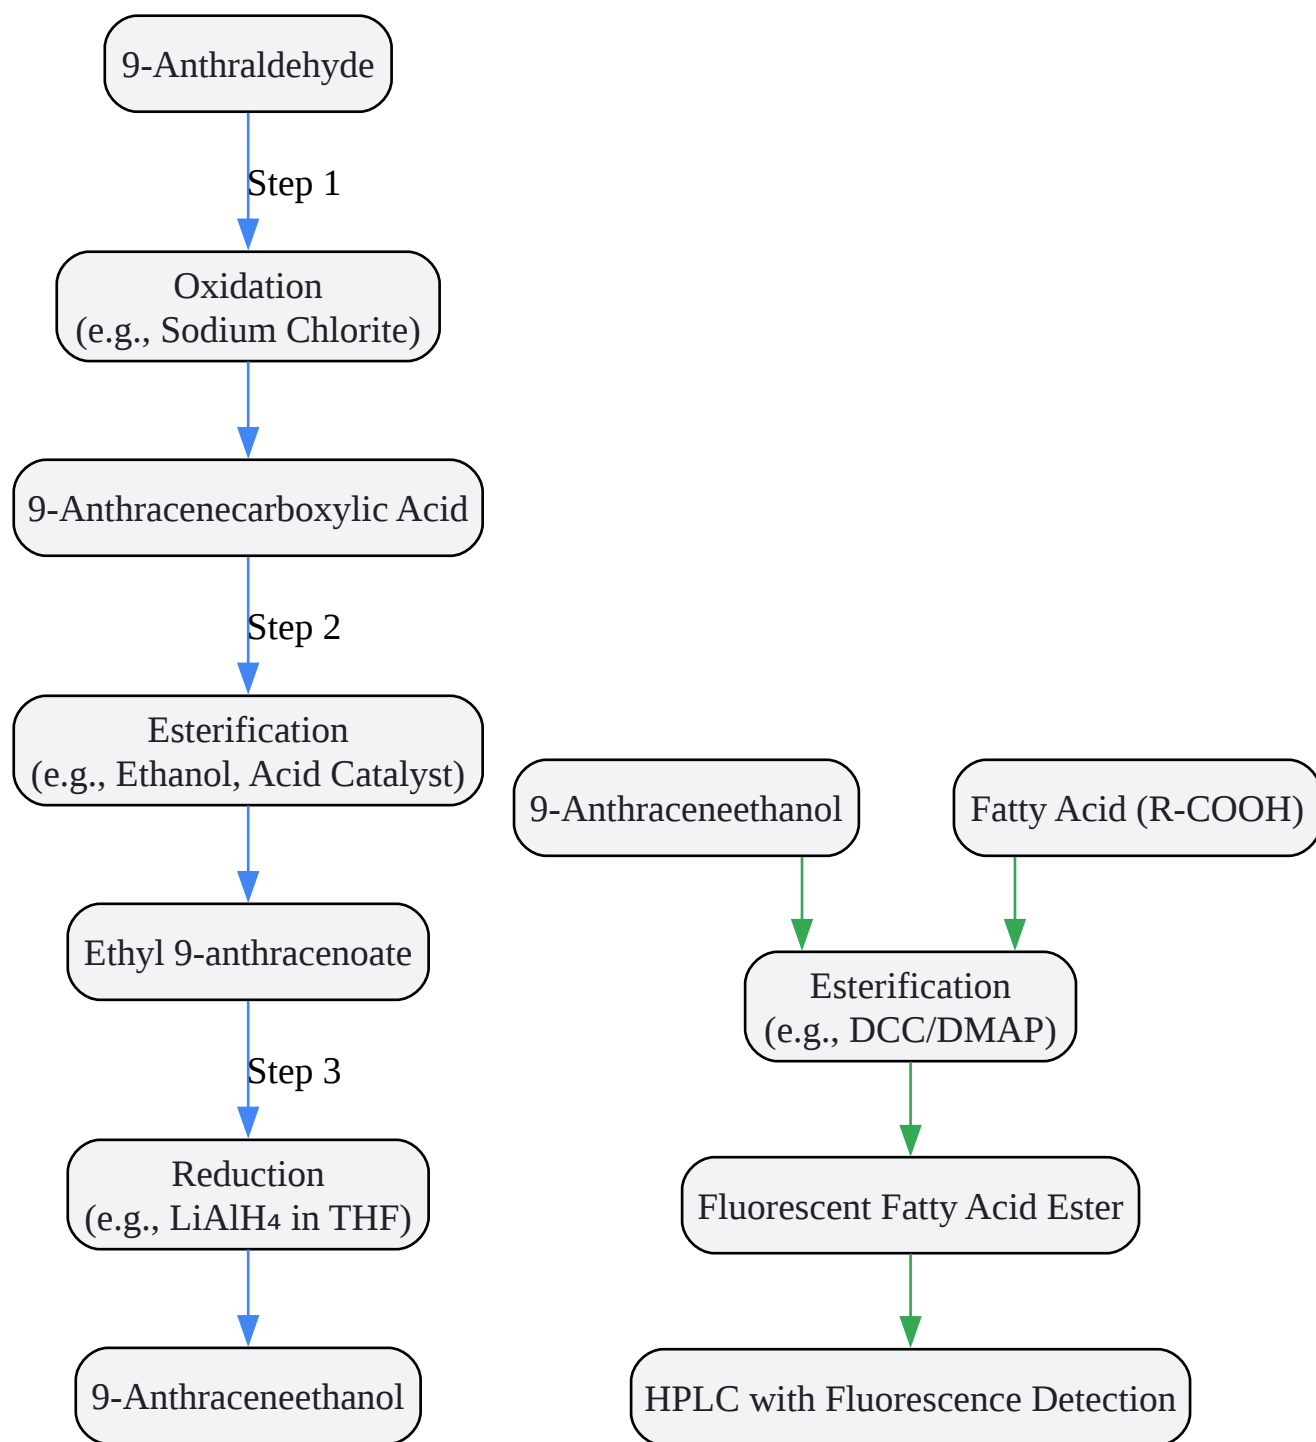 9-Anthraldehyde
Step 1
Oxidation
(e.g., Sodium Chlorite)
9-Anthracenecarboxylic Acid
Step 2
Esterification
(e.g., Ethanol, Acid Catalyst)
Ethyl 9-anthracenoate
Step 3
Reduction
(e.g., LiAlH₄ in THF)
9-Anthraceneethanol
9-Anthraceneethanol
Fatty Acid (R-COOH)
Esterification
(e.g., DCC/DMAP)
Fluorescent Fatty Acid Ester
HPLC with Fluorescence Detection